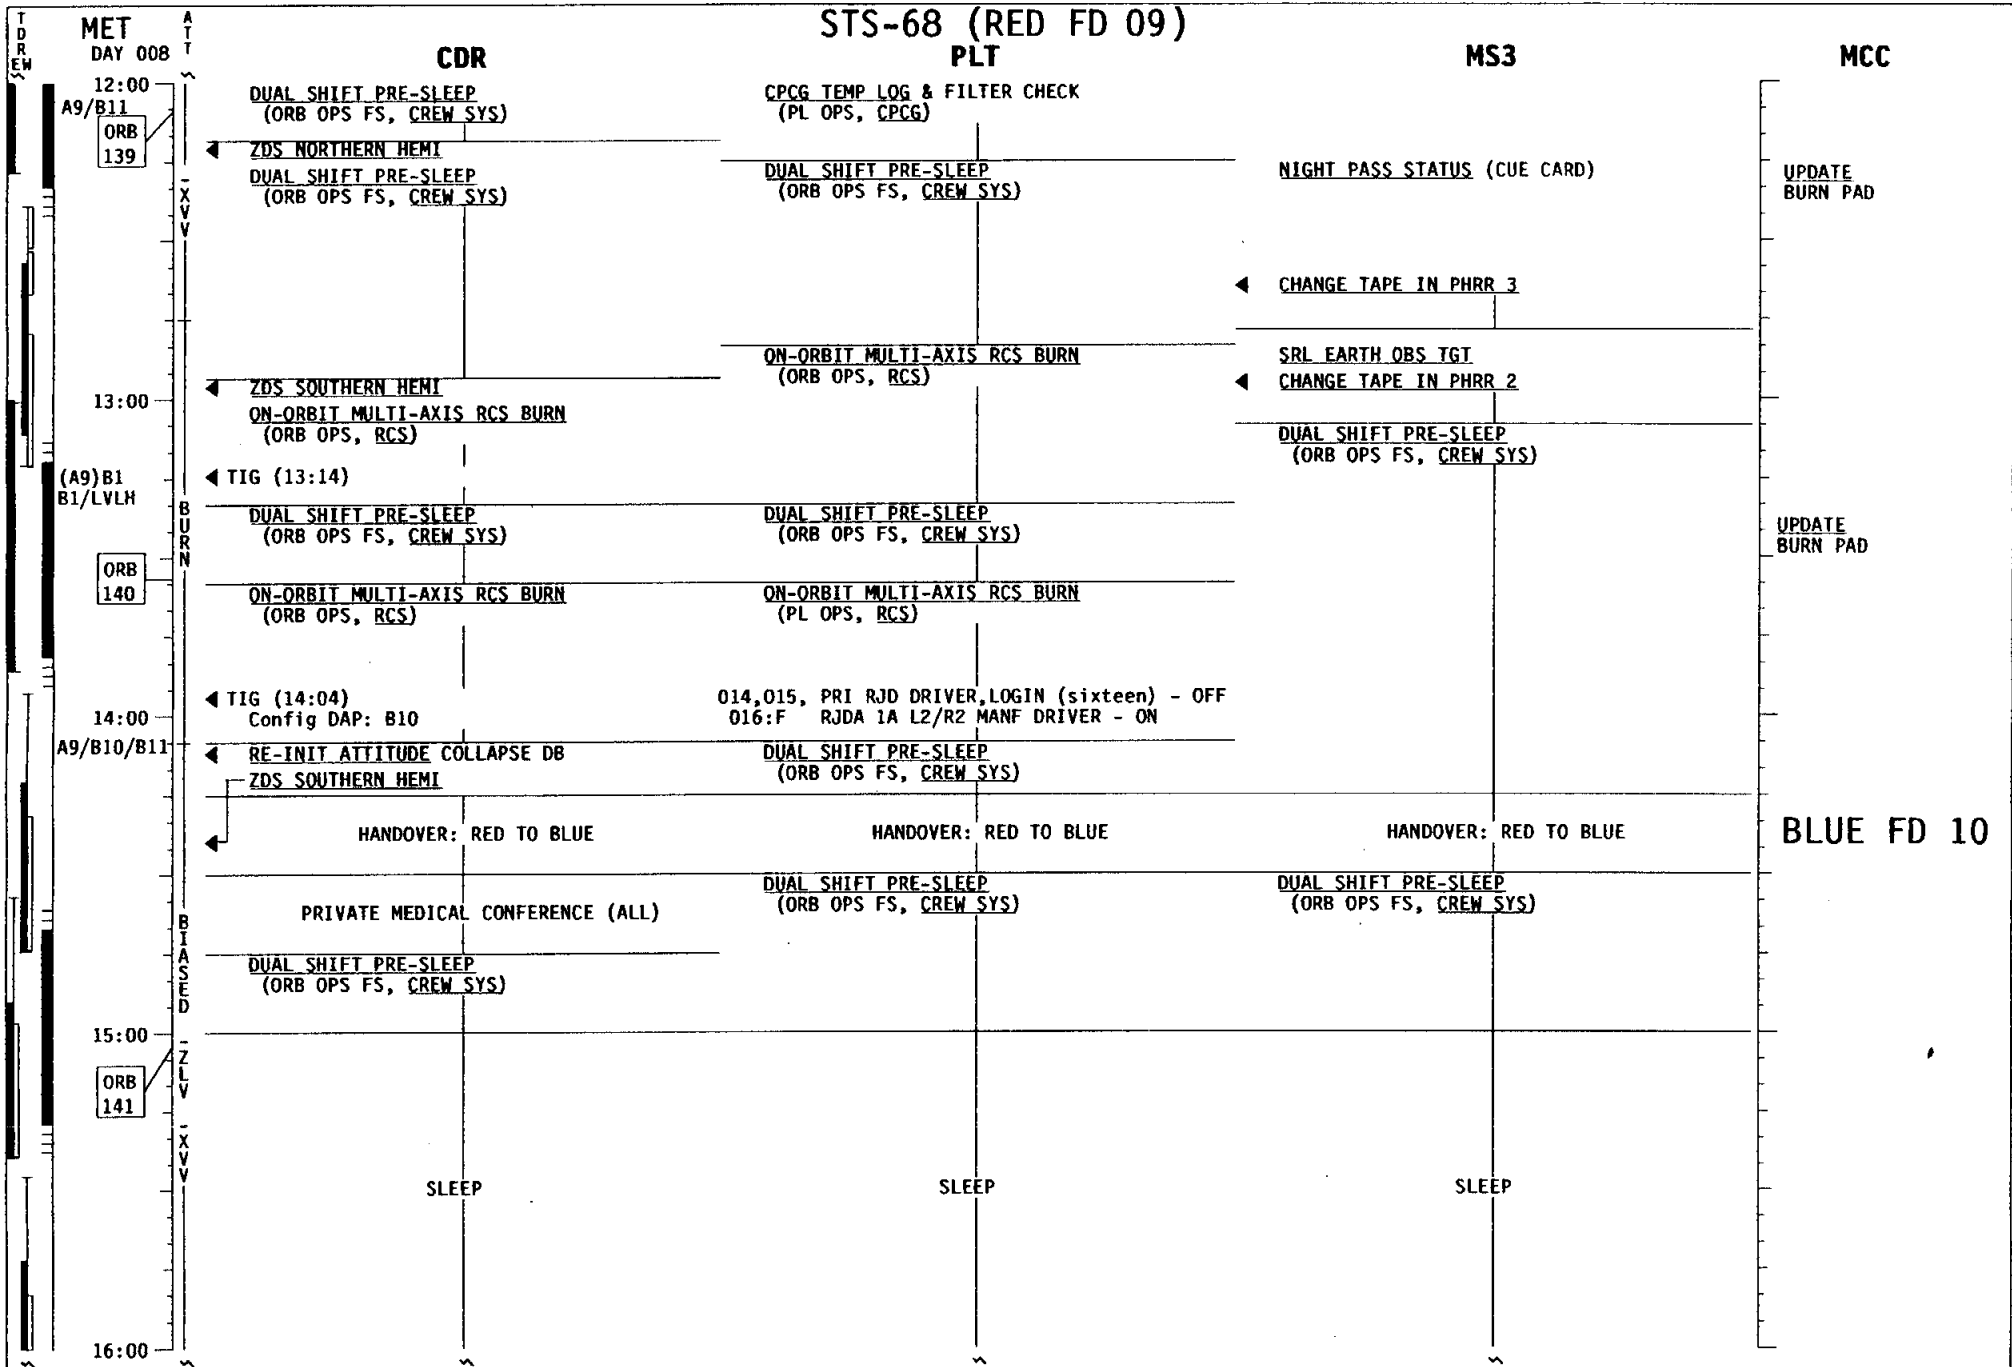 STS-68 (RED FD 09)
TDRE W
MET
DAY 008
ATT
CDR
PLT
MS3
MCC
12:00
A9/B11
ORB
139
DUAL SHIFT PRE-SLEEP
(ORB OPS FS, CREW SYS)
CPCG TEMP LOG & FILTER CHECK
(PL OPS, CPCG)
ZDS NORTHERN HEMI
DUAL SHIFT PRE-SLEEP
(ORB OPS FS, CREW SYS)
DUAL SHIFT PRE-SLEEP
(ORB OPS FS, CREW SYS)
NIGHT PASS STATUS (CUE CARD)
UPDATE
BURN PAD
-XVV
CHANGE TAPE IN PHRR 3
ON-ORBIT MULTI-AXIS RCS BURN
(ORB OPS, RCS)
SRL EARTH OBS TGT
CHANGE TAPE IN PHRR 2
ZDS SOUTHERN HEMI
13:00
ON-ORBIT MULTI-AXIS RCS BURN
(ORB OPS, RCS)
DUAL SHIFT PRE-SLEEP
(ORB OPS FS, CREW SYS)
(A9)B1
B1/LVLH
TIG (13:14)
BURN
DUAL SHIFT PRE-SLEEP
(ORB OPS FS, CREW SYS)
DUAL SHIFT PRE-SLEEP
(ORB OPS FS, CREW SYS)
UPDATE
BURN PAD
ORB
140
ON-ORBIT MULTI-AXIS RCS BURN
(ORB OPS, RCS)
ON-ORBIT MULTI-AXIS RCS BURN
(PL OPS, RCS)
TIG (14:04)
Config DAP: B10
014,015, PRI RJD DRIVER,LOGIN (sixteen) - OFF
016:F RJDA 1A L2/R2 MANF DRIVER - ON
14:00
A9/B10/B11
RE-INIT ATTITUDE COLLAPSE DB
ZDS SOUTHERN HEMI
DUAL SHIFT PRE-SLEEP
(ORB OPS FS, CREW SYS)
HANDOVER: RED TO BLUE
HANDOVER: RED TO BLUE
HANDOVER: RED TO BLUE
BLUE FD 10
PRIVATE MEDICAL CONFERENCE (ALL)
DUAL SHIFT PRE-SLEEP
(ORB OPS FS, CREW SYS)
DUAL SHIFT PRE-SLEEP
(ORB OPS FS, CREW SYS)
BIASED
DUAL SHIFT PRE-SLEEP
(ORB OPS FS, CREW SYS)
15:00
-ZLV
ORB
141
-XVV
SLEEP
SLEEP
SLEEP
16:00